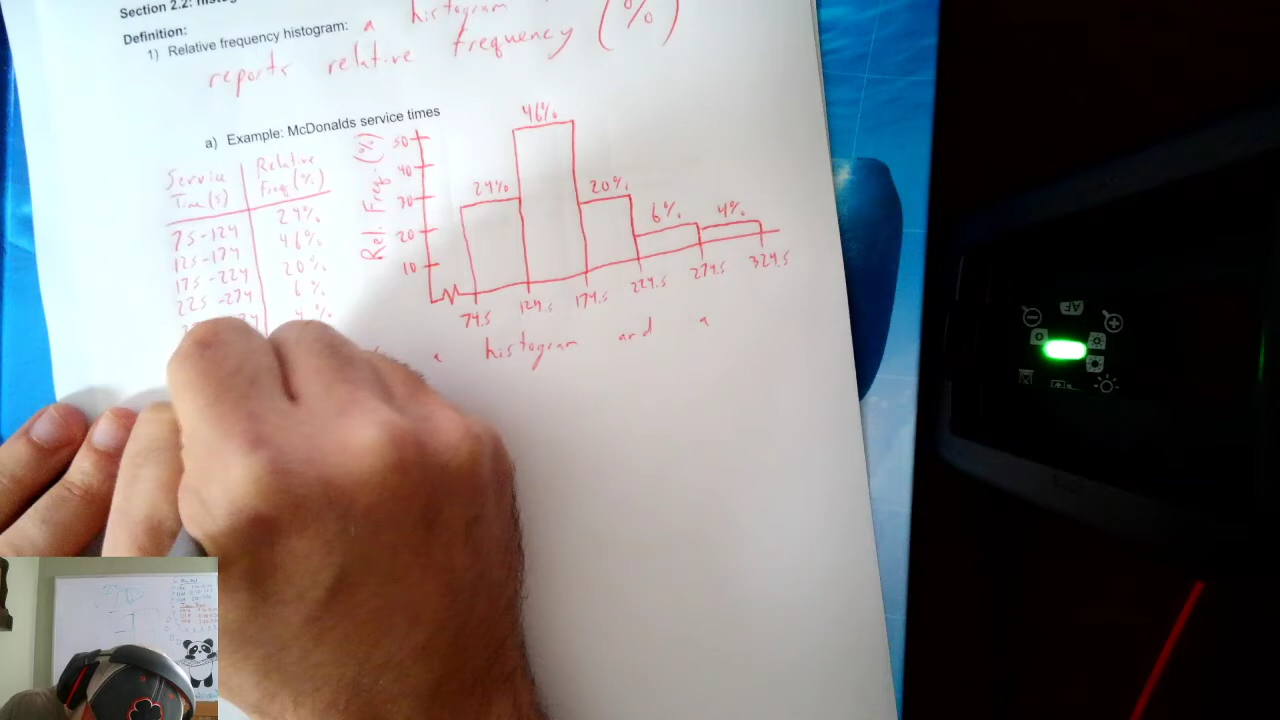 Section 2.2:
Definition:
1) Relative frequency histogram: a histogram
reports relative frequency (%)
a) Example: McDonalds service times
Service Time (s) | Relative Freq (%)
75-124 | 24%
125-174 | 46%
175-224 | 20%
225-274 | 6%
4%
Rel. Freq. (%)
50
40
30
20
10
24%
46%
20%
6%
4%
74.5
124.5
174.5
224.5
274.5
324.5
a histogram and a
AF